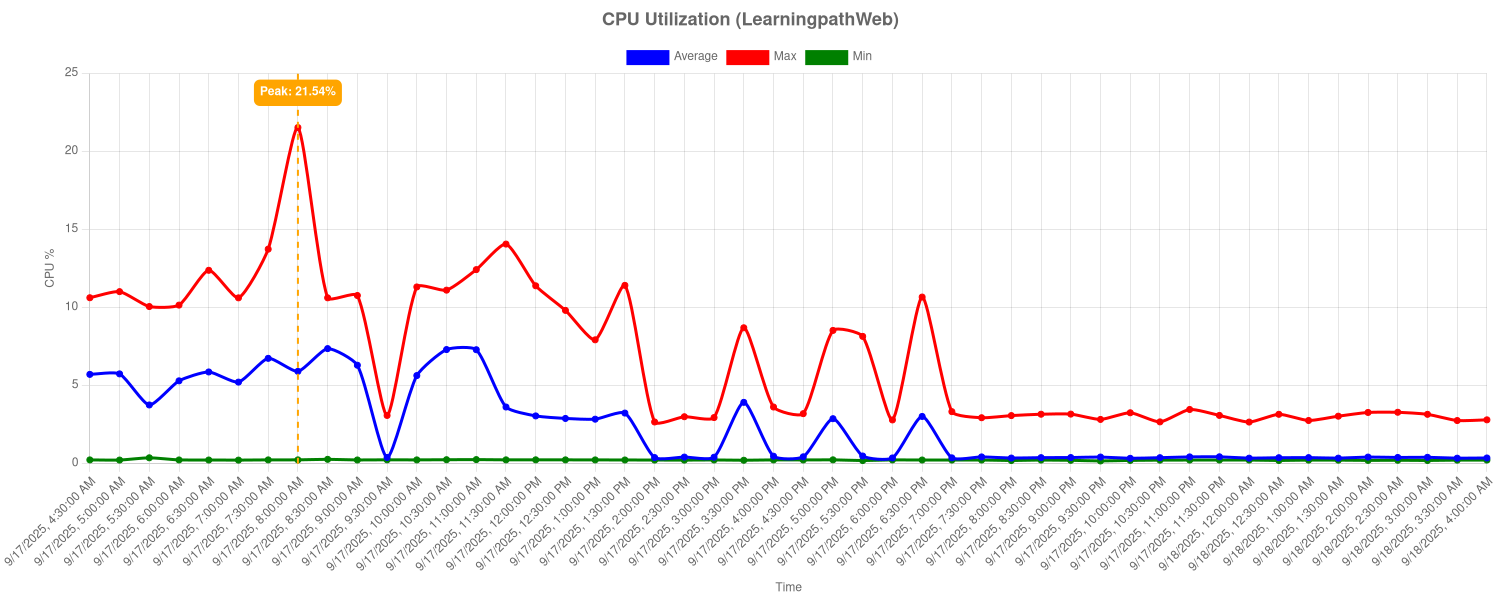 CPU Utilization (LearningpathWeb)
Average Max Min
Peak: 21.54%
CPU %
25
20
15
10
5
0
9/17/2025, 4:30:00 AM
9/17/2025, 5:00:00 AM
9/17/2025, 5:30:00 AM
9/17/2025, 6:00:00 AM
9/17/2025, 6:30:00 AM
9/17/2025, 7:00:00 AM
9/17/2025, 7:30:00 AM
9/17/2025, 8:00:00 AM
9/17/2025, 8:30:00 AM
9/17/2025, 9:00:00 AM
9/17/2025, 9:30:00 AM
9/17/2025, 10:00:00 AM
9/17/2025, 10:30:00 AM
9/17/2025, 11:00:00 AM
9/17/2025, 11:30:00 AM
9/17/2025, 12:00:00 PM
9/17/2025, 12:30:00 PM
9/17/2025, 1:00:00 PM
9/17/2025, 1:30:00 PM
9/17/2025, 2:00:00 PM
9/17/2025, 2:30:00 PM
9/17/2025, 3:00:00 PM
9/17/2025, 3:30:00 PM
9/17/2025, 4:00:00 PM
9/17/2025, 4:30:00 PM
9/17/2025, 5:00:00 PM
9/17/2025, 5:30:00 PM
9/17/2025, 6:00:00 PM
9/17/2025, 6:30:00 PM
9/17/2025, 7:00:00 PM
9/17/2025, 7:30:00 PM
9/17/2025, 8:00:00 PM
9/17/2025, 8:30:00 PM
9/17/2025, 9:00:00 PM
9/17/2025, 9:30:00 PM
9/17/2025, 10:00:00 PM
9/17/2025, 10:30:00 PM
9/17/2025, 11:00:00 PM
9/17/2025, 11:30:00 PM
9/18/2025, 12:00:00 AM
9/18/2025, 12:30:00 AM
9/18/2025, 1:00:00 AM
9/18/2025, 1:30:00 AM
9/18/2025, 2:00:00 AM
9/18/2025, 2:30:00 AM
9/18/2025, 3:00:00 AM
9/18/2025, 3:30:00 AM
9/18/2025, 4:00:00 AM
Time